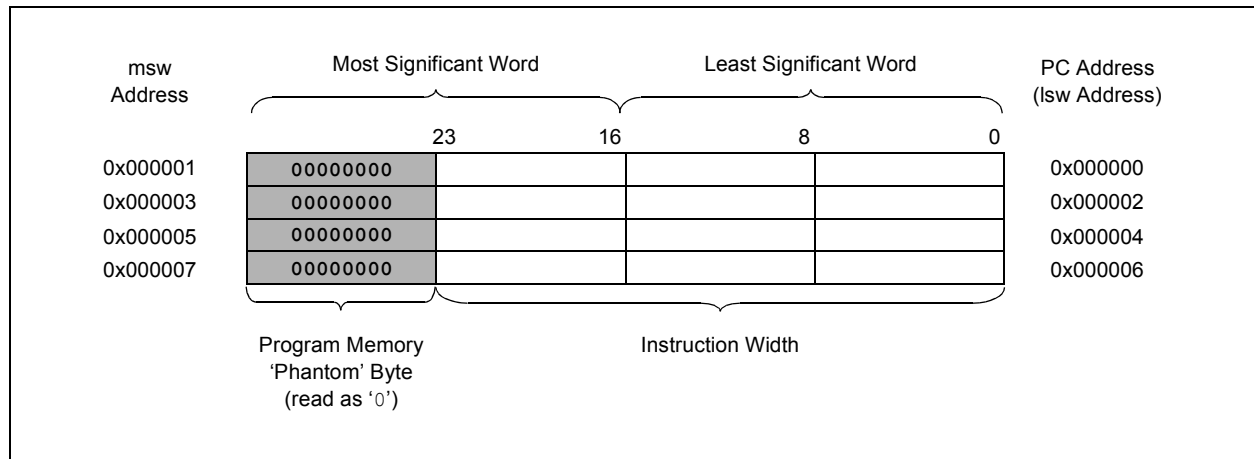 msw Address
Most Significant Word
Least Significant Word
PC Address (lsw Address)
23 16 8 0
0x000001 00000000 0x000000
0x000003 00000000 0x000002
0x000005 00000000 0x000004
0x000007 00000000 0x000006
Program Memory
‘Phantom’ Byte
(read as ‘0’)
Instruction Width